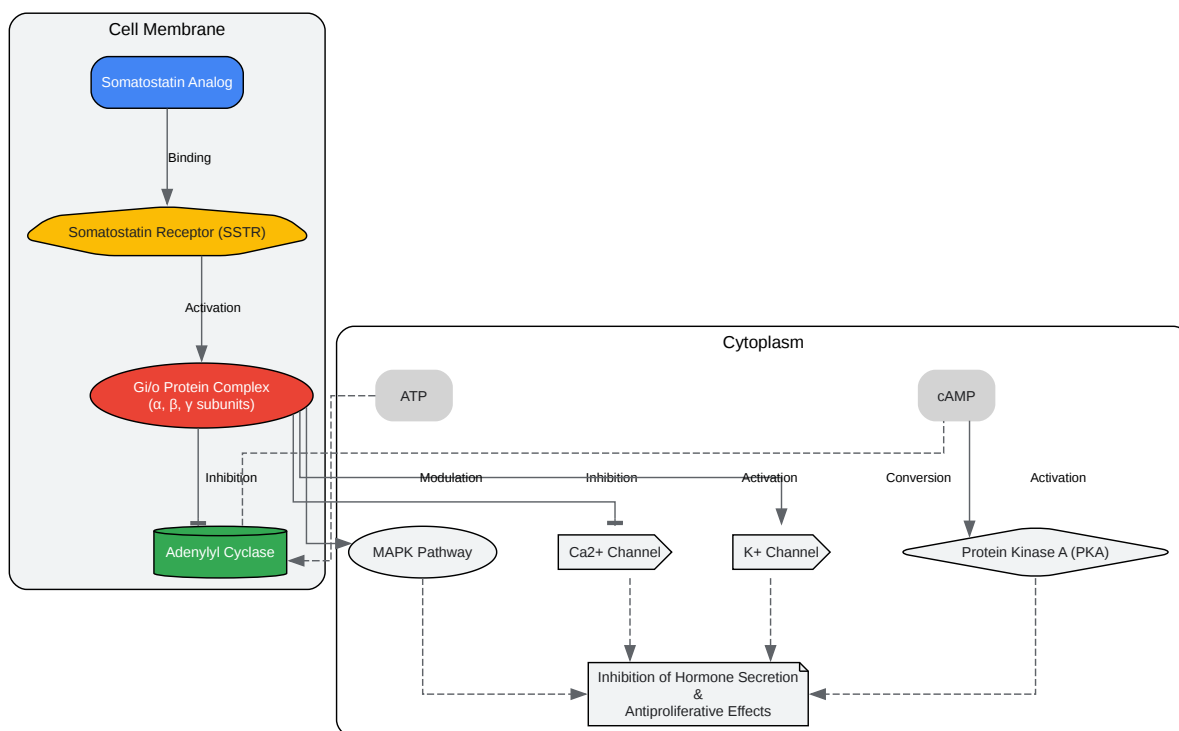 Cell Membrane
Somatostatin Analog
Binding
Somatostatin Receptor (SSTR)
Activation
Cytoplasm
Gi/o Protein Complex
(α, β, γ subunits)
ATP
cAMP
Inhibition
Modulation
Inhibition
Activation
Conversion
Activation
Adenylyl Cyclase
MAPK Pathway
Ca2+ Channel
K+ Channel
Protein Kinase A (PKA)
Inhibition of Hormone Secretion
&
Antiproliferative Effects